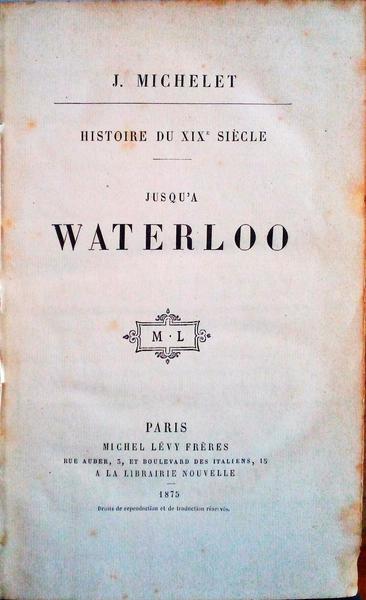 J. MICHELET
HISTOIRE DU XIXE SIÈCLE
JUSQU'A
WATERLOO
M · L
PARIS
MICHEL LÉVY FRÈRES
RUE AUBER, 3, ET BOULEVARD DES ITALIENS, 15
A LA LIBRAIRIE NOUVELLE
1875
Droits de reproduction et de traduction réservés.